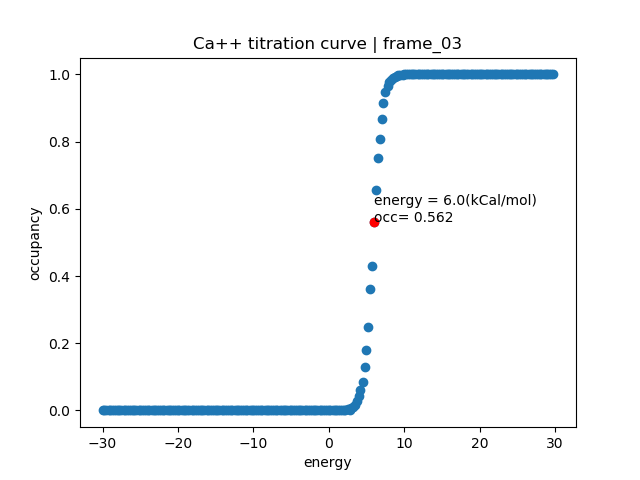 Ca++ titration curve | frame_03
1.0
0.8
energy = 6.0(kCal/mol)
0.6
occ= 0.562
occupancy
0.4
0.2
0.0
−30
−20
−10
0
10
20
30
energy